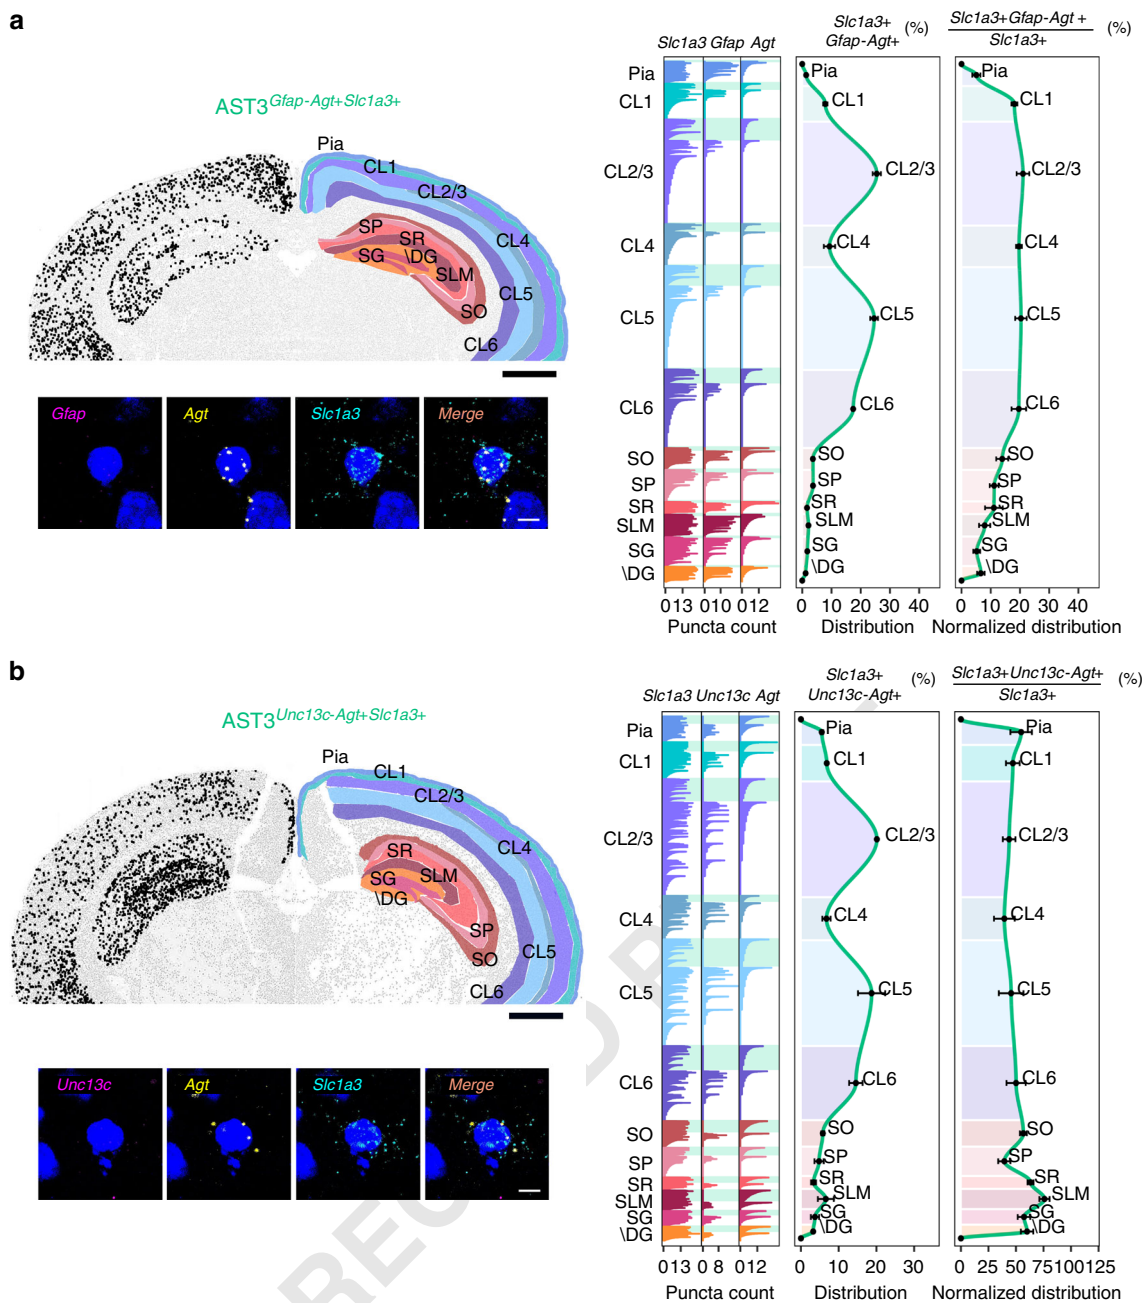 a
AST3Gfap-Agt+Slc1a3+
Pia
CL1
CL2/3
CL4
CL5
CL6
SP
SR
SG
\DG
SLM
SO
Gfap
Agt
Slc1a3
Merge
Slc1a3 Gfap Agt
Slc1a3+
Gfap-Agt+
(%)
Slc1a3+Gfap-Agt +
Slc1a3+
(%)
Pia
CL1
CL2/3
CL4
CL5
CL6
SO
SP
SR
SLM
SG
\DG
Pia
CL1
CL2/3
CL4
CL5
CL6
SO
SP
SR
SLM
SG
\DG
Pia
CL1
CL2/3
CL4
CL5
CL6
SO
SP
SR
SLM
SG
\DG
0 13 0 10 0 12
0 10 20 30
0 10 20 30 40
Puncta count
Distribution
Normalized distribution
b
AST3Unc13c-Agt+Slc1a3+
Pia
CL1
CL2/3
CL4
CL5
CL6
SR
SG
SLM
\DG
SP
SO
Unc13c
Agt
Slc1a3
Merge
Slc1a3 Unc13c Agt
Slc1a3+
Unc13c-Agt+
(%)
Slc1a3+Unc13c-Agt+
Slc1a3+
(%)
Pia
CL1
CL2/3
CL4
CL5
CL6
SO
SP
SR
SLM
SG
\DG
CL1
CL2/3
CL4
CL5
CL6
SO
SP
SR
SLM
SG
\DG
Pia
Pia
CL1
CL2/3
CL4
CL5
CL6
SO
SP
SR
SLM
SG
\DG
0 13 0 8 0 12
0 10 20 30
0 25 50 75 100 125
Puncta count
Distribution
Normalized distribution